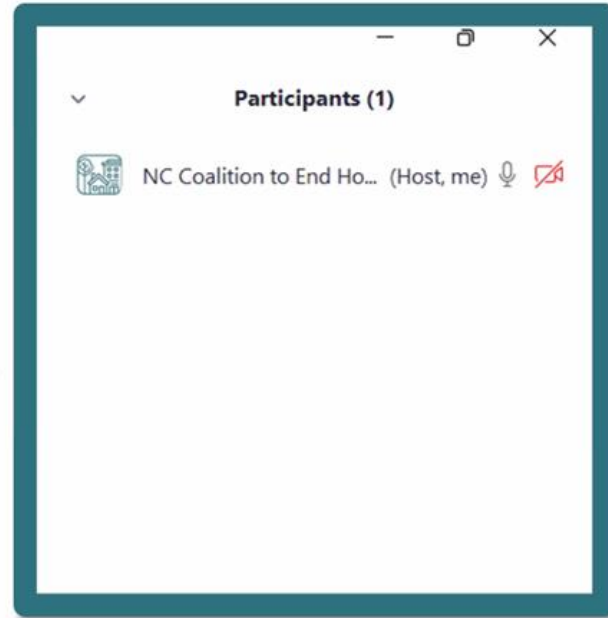 Participants (1)
NC Coalition to End Ho... (Host, me)